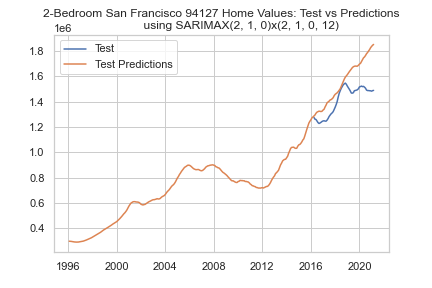 2-Bedroom San Francisco 94127 Home Values: Test vs Predictions
using SARIMAX(2, 1, 0)x(2, 1, 0, 12)
1e6
Test
Test Predictions
1.8
1.6
1.4
1.2
1.0
0.8
0.6
0.4
1996 2000 2004 2008 2012 2016 2020